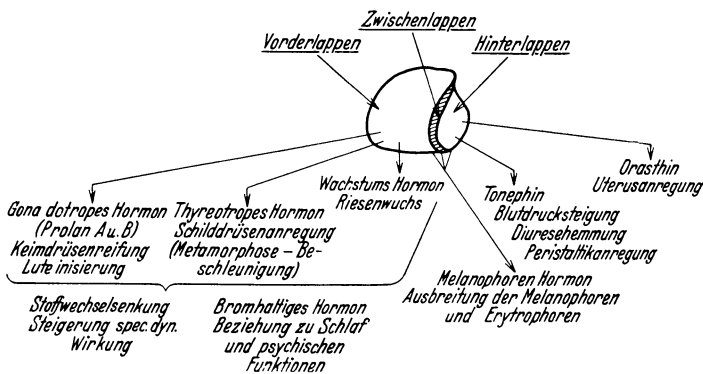 Zwischenlappen
Vorderlappen
Hinterlappen
Orasthin
Uterusanregung
Wachstums Hormon
Riesenwuchs
Tonephin
Blutdrucksteigung
Diuresehemmung
Peristaltikanregung
Gona dotropes Hormon
(Prolan A u. B)
Keimdrüsenreifung
Lute inisierung
Thyreotropes Hormon
Schilddrüsenanregung
(Metamorphose – Be-
schleunigung)
Melanophoren Hormon
Ausbreitung der Melanophoren
und Erytrophoren
Stoffwechselsenkung
Steigerung spec. dyn.
Wirkung
Bromhaltiges Hormon
Beziehung zu Schlaf
und psychischen
Funktionen